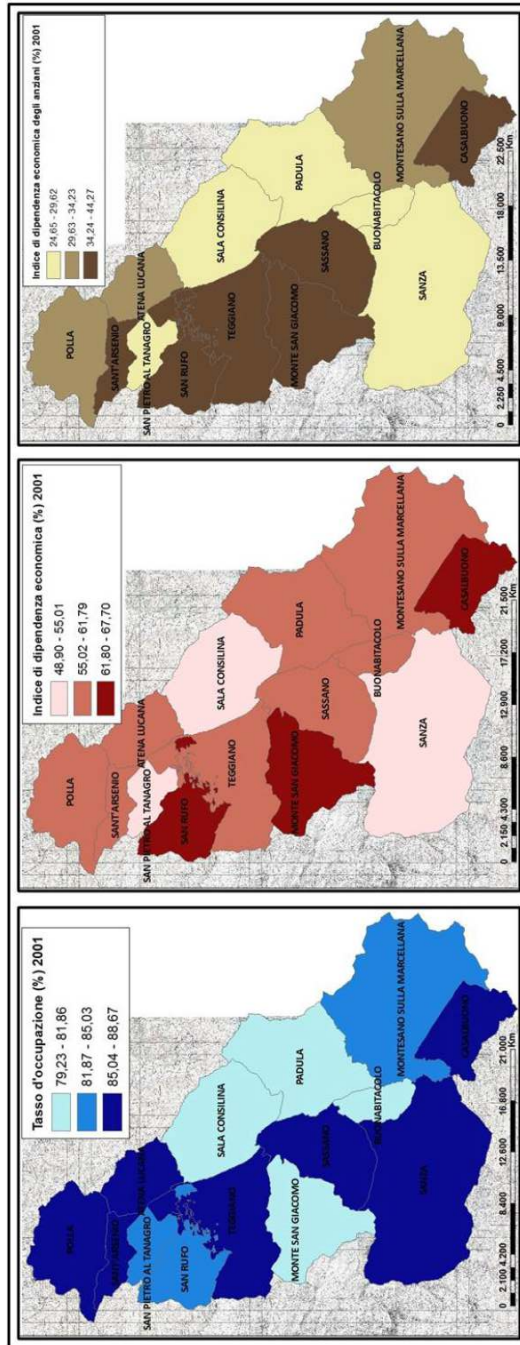 Tasso d'occupazione (%) 2001
79,23 - 81,86
81,87 - 85,03
85,04 - 88,67
POLLA
SANT'ARSENIO
ATENA LUCANA
SAN PIETRO AL TANAGRO
SAN RUFO
TEGGIANO
SALA CONSILINA
MONTE SAN GIACOMO
SASSANO
PADULA
BUONABITACOLO
SANZA
MONTESANO SULLA MARCELLANA
CASALBUONO
0 2.100 4.200 8.400 12.600 16.800 21.000
Km
Indice di dipendenza economica (%) 2001
48,90 - 55,01
55,02 - 61,79
61,80 - 67,70
POLLA
SANT'ARSENIO
ATENA LUCANA
SAN PIETRO AL TANAGRO
SAN RUFO
TEGGIANO
SALA CONSILINA
MONTE SAN GIACOMO
SASSANO
PADULA
BUONABITACOLO
SANZA
MONTESANO SULLA MARCELLANA
CASALBUONO
0 2.150 4.300 8.600 12.900 17.200 21.500
Km
Indice di dipendenza economica degli anziani (%) 2001
24,65 - 29,62
29,63 - 34,23
34,24 - 44,27
POLLA
SANT'ARSENIO
ATENA LUCANA
SAN PIETRO AL TANAGRO
SAN RUFO
TEGGIANO
SALA CONSILINA
MONTE SAN GIACOMO
SASSANO
PADULA
BUONABITACOLO
SANZA
MONTESANO SULLA MARCELLANA
CASALBUONO
0 2.250 4.500 9.000 13.500 18.000 22.500
Km